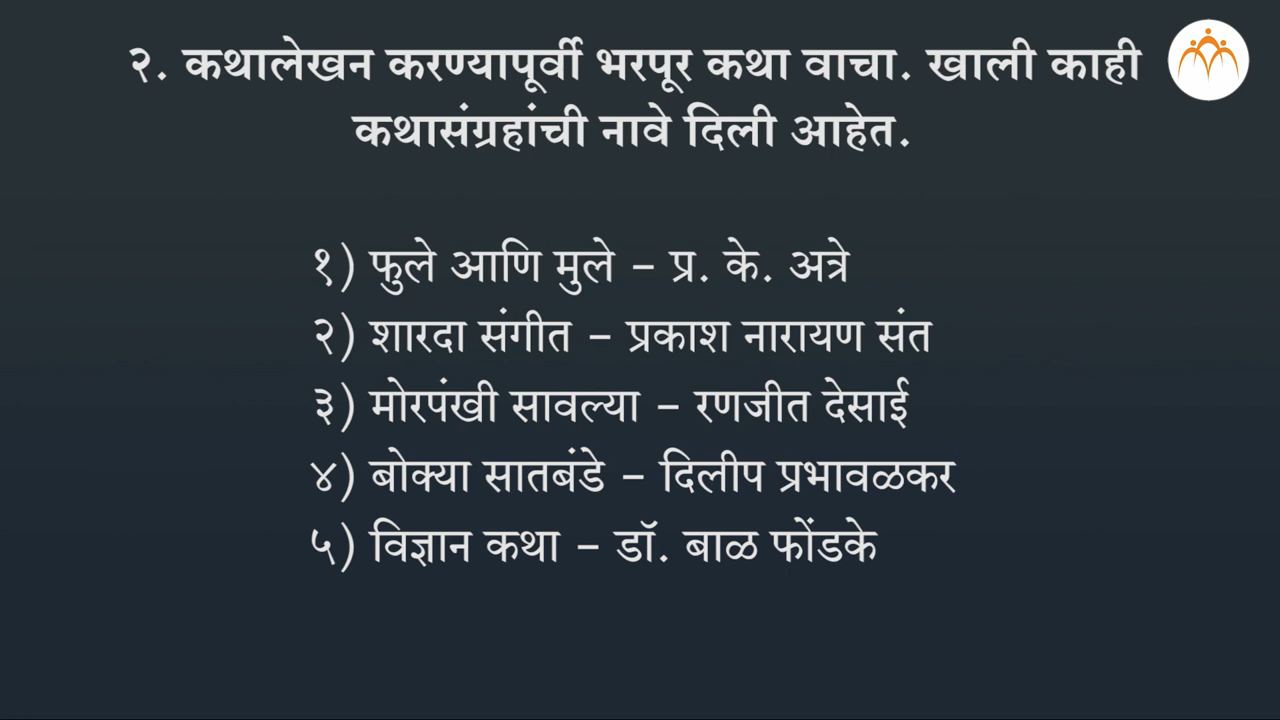 २. कथालेखन करण्यापूर्वी भरपूर कथा वाचा. खाली काही
कथासंग्रहांची नावे दिली आहेत.
१) फुले आणि मुले – प्र. के. अत्रे
२) शारदा संगीत – प्रकाश नारायण संत
३) मोरपंखी सावल्या – रणजीत देसाई
४) बोक्या सातबंडे – दिलीप प्रभावळकर
५) विज्ञान कथा – डॉ. बाळ फोंडके